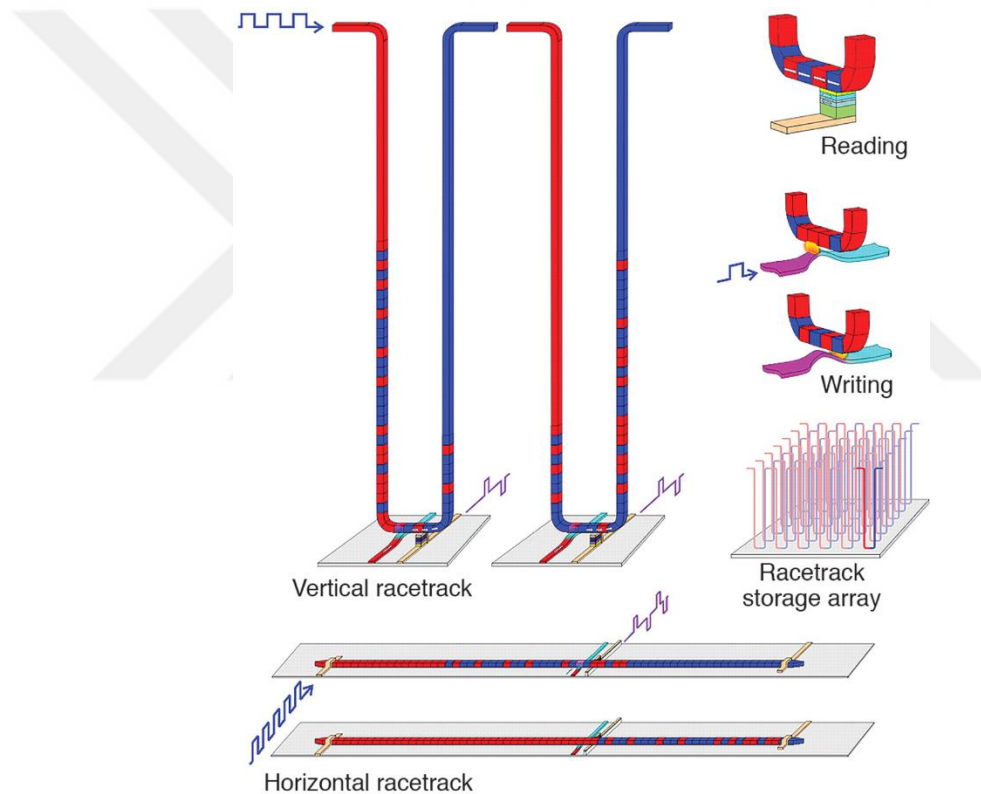 Reading
Writing
Vertical racetrack
Racetrack
storage array
Horizontal racetrack